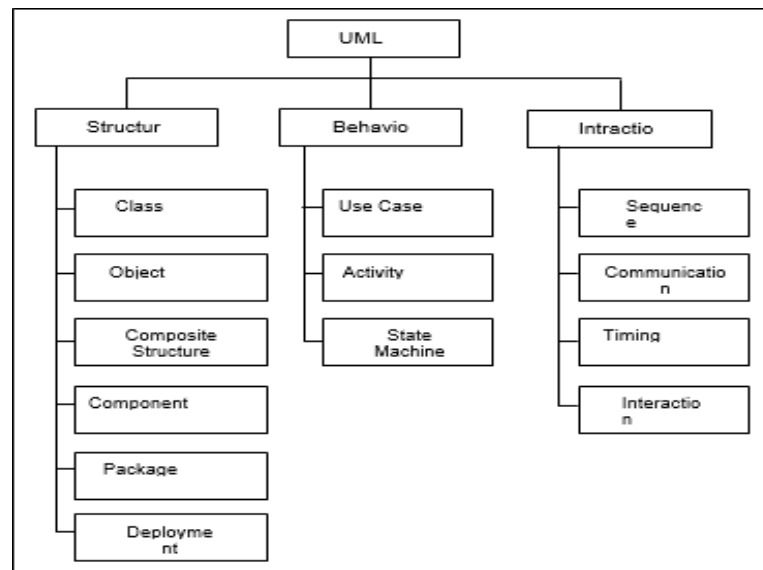 UML
Structur
Behavio
Intractio
Class
Object
Composite
Structure
Component
Package
Deployme
nt
Use Case
Activity
State
Machine
Sequenc
e
Communicatio
n
Timing
Interactio
n